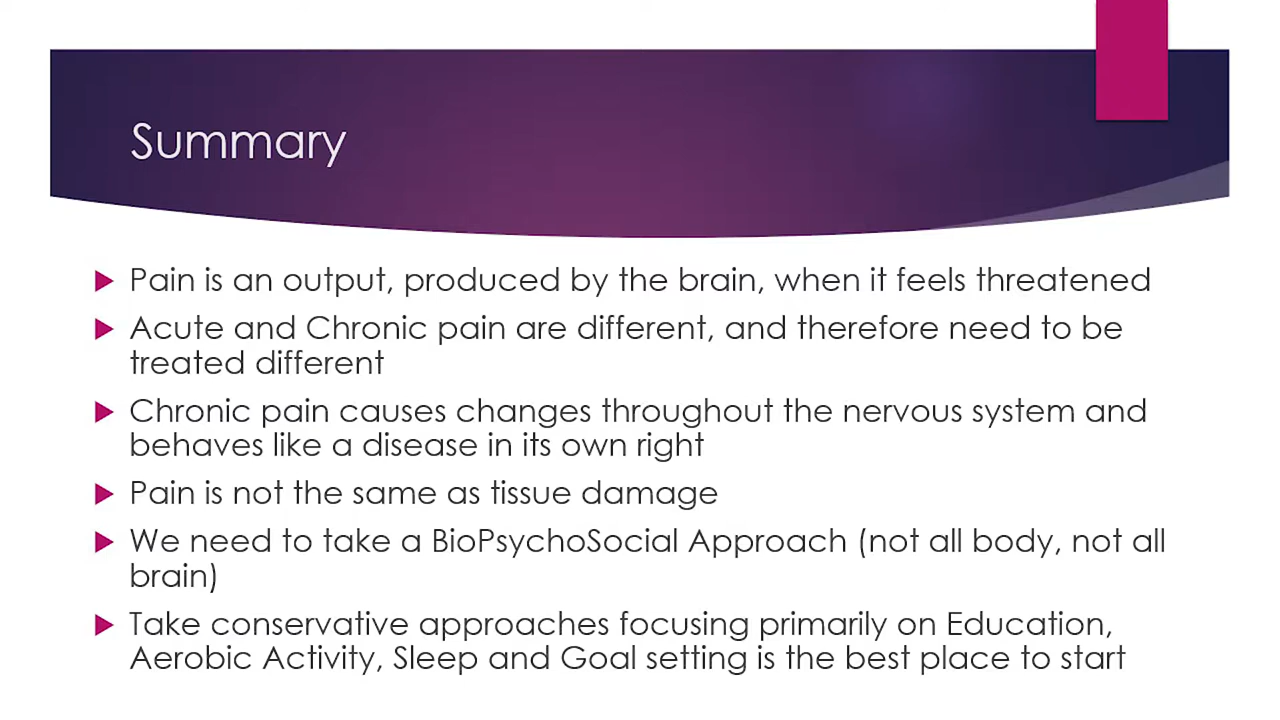 Summary
Pain is an output, produced by the brain, when it feels threatened
Acute and Chronic pain are different, and therefore need to be
treated different
Chronic pain causes changes throughout the nervous system and
behaves like a disease in its own right
Pain is not the same as tissue damage
We need to take a BioPsychoSocial Approach (not all body, not all
brain)
Take conservative approaches focusing primarily on Education,
Aerobic Activity, Sleep and Goal setting is the best place to start